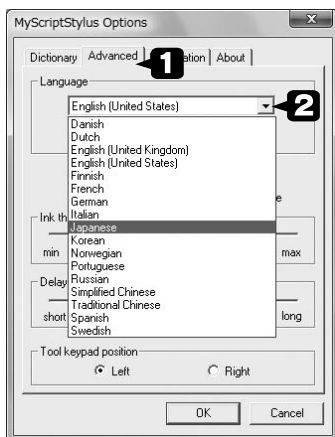 MyScriptStylus Options
Dictionary Advanced ation About
1
Language
English (United States)
2
Danish
Dutch
English (United Kingdom)
English (United States)
Finnish
French
German
Italian
Japanese
Korean
Norwegian
Portuguese
Russian
Simplified Chinese
Traditional Chinese
Spanish
Swedish
e
Ink th
min max
Delay
short long
Tool keypad position
Left Right
OK Cancel